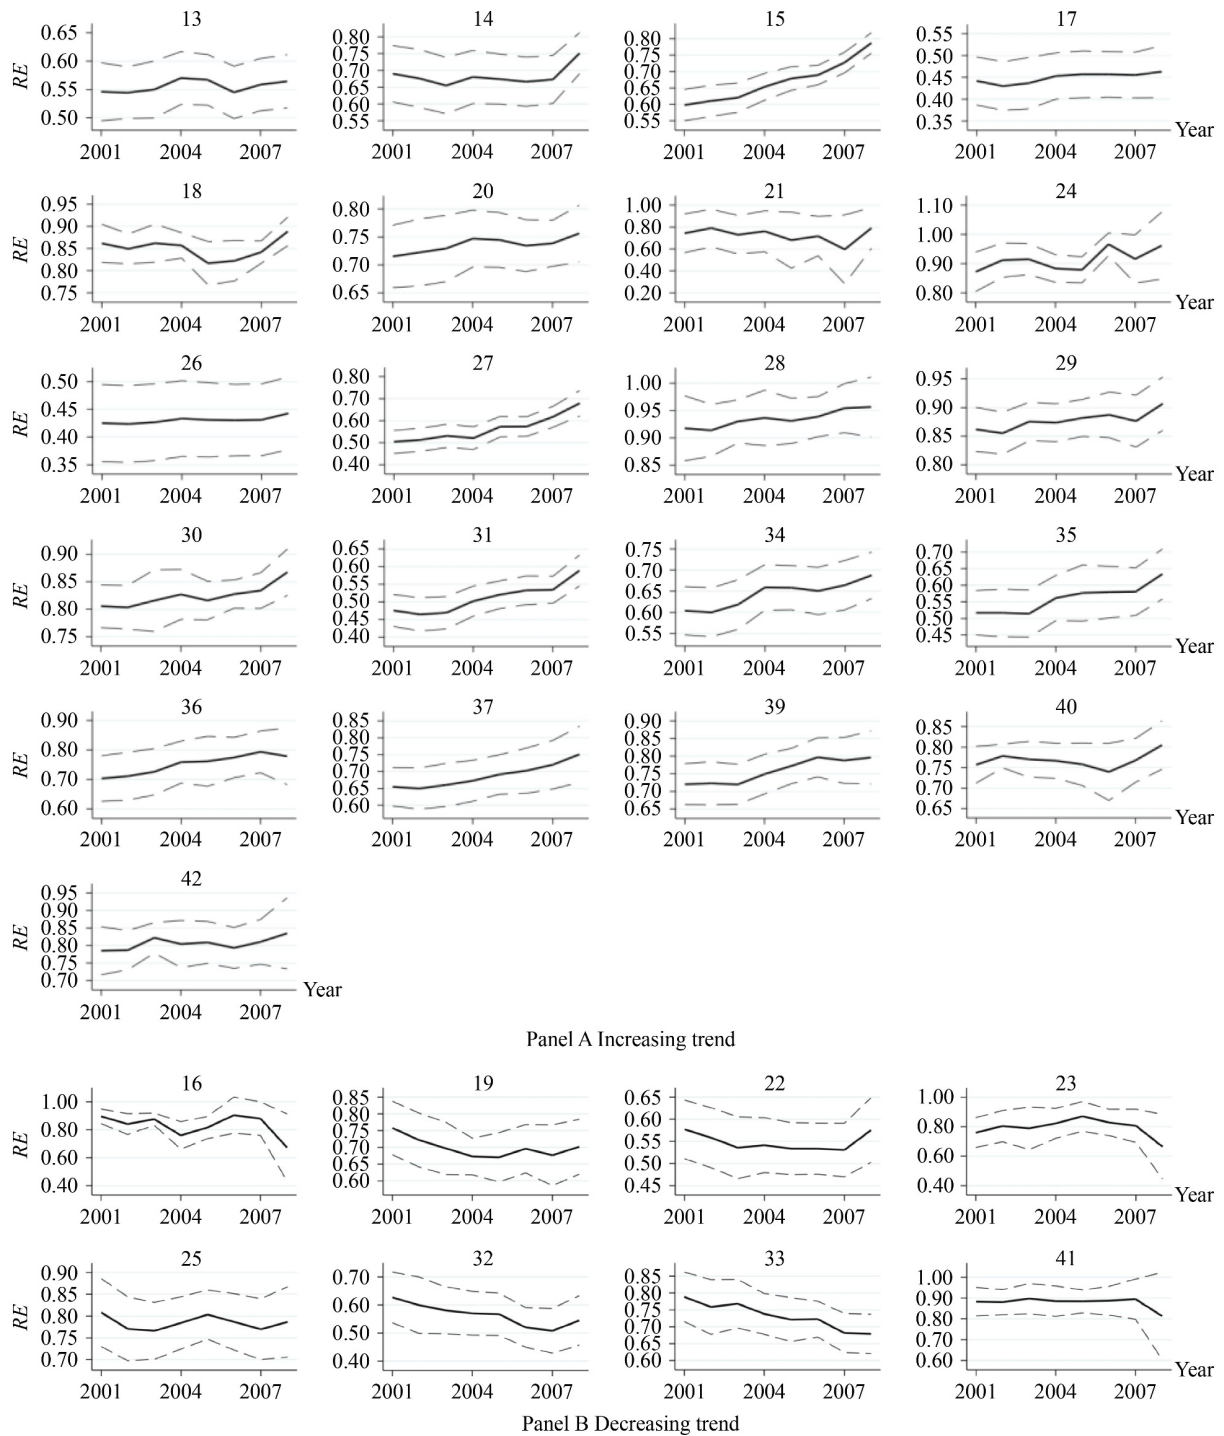 13 14 15 17
RE 0.65 0.60 0.55 0.50
0.80 0.75 0.70 0.65 0.60 0.55
0.80 0.75 0.70 0.65 0.60 0.55
0.55 0.50 0.45 0.40 0.35
2001 2004 2007 2001 2004 2007 2001 2004 2007 2001 2004 2007 Year
18 20 21 24
RE 0.95 0.90 0.85 0.80 0.75
0.80 0.75 0.70 0.65
1.00 0.80 0.60 0.40 0.20
1.10 1.00 0.90 0.80
2001 2004 2007 2001 2004 2007 2001 2004 2007 2001 2004 2007 Year
26 27 28 29
RE 0.50 0.45 0.40 0.35
0.80 0.70 0.60 0.50 0.40
1.00 0.95 0.90 0.85
0.95 0.90 0.85 0.80
2001 2004 2007 2001 2004 2007 2001 2004 2007 2001 2004 2007 Year
30 31 34 35
RE 0.90 0.85 0.80 0.75
0.65 0.60 0.55 0.50 0.45 0.40
0.75 0.70 0.65 0.60 0.55
0.70 0.65 0.60 0.55 0.50 0.45
2001 2004 2007 2001 2004 2007 2001 2004 2007 2001 2004 2007 Year
36 37 39 40
RE 0.90 0.80 0.70 0.60
0.85 0.80 0.75 0.70 0.65 0.60
0.90 0.85 0.80 0.75 0.70 0.65
0.85 0.80 0.75 0.70 0.65
2001 2004 2007 2001 2004 2007 2001 2004 2007 2001 2004 2007 Year
42
RE 0.95 0.90 0.85 0.80 0.75 0.70
2001 2004 2007 Year
Panel A Increasing trend
16 19 22 23
RE 1.00 0.80 0.60 0.40
0.85 0.80 0.75 0.70 0.65 0.60
0.65 0.60 0.55 0.50 0.45
1.00 0.80 0.60 0.40
2001 2004 2007 2001 2004 2007 2001 2004 2007 2001 2004 2007 Year
25 32 33 41
RE 0.90 0.85 0.80 0.75 0.70
0.70 0.60 0.50 0.40
0.85 0.80 0.75 0.70 0.65 0.60
1.00 0.90 0.80 0.70 0.60
2001 2004 2007 2001 2004 2007 2001 2004 2007 2001 2004 2007 Year
Panel B Decreasing trend